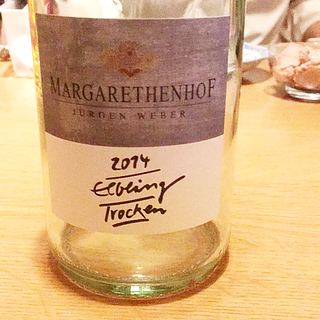 MARGARETHENHOF
JÜRGEN WEBER
2014
Elbling
Trocken